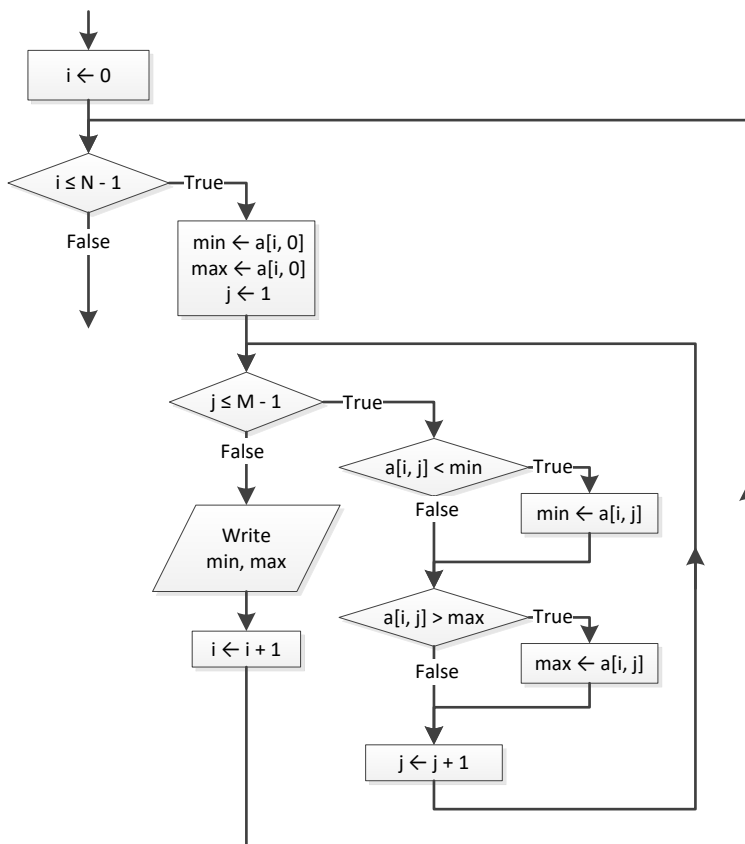 i ← 0
i ≤ N - 1
True
False
min ← a[i, 0]
max ← a[i, 0]
j ← 1
j ≤ M - 1
True
False
a[i, j] < min
True
False
min ← a[i, j]
Write
min, max
a[i, j] > max
True
False
max ← a[i, j]
i ← i + 1
j ← j + 1